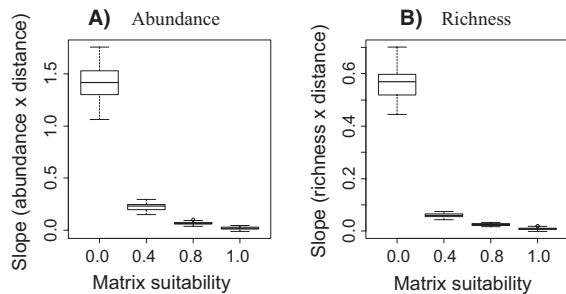 A) Abundance
Slope (abundance x distance)
1.5
1.0
0.5
0.0
0.0 0.4 0.8 1.0
Matrix suitability
B) Richness
Slope (richness x distance)
0.6
0.4
0.2
0.0
0.0 0.4 0.8 1.0
Matrix suitability